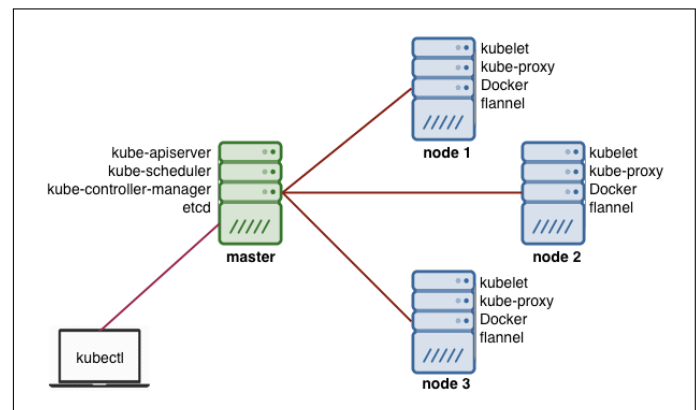 kubelet
kube-proxy
Docker
flannel
node 1
kube-apiserver
kube-scheduler
kube-controller-manager
etcd
master
kubelet
kube-proxy
Docker
flannel
node 2
kubectl
kubelet
kube-proxy
Docker
flannel
node 3